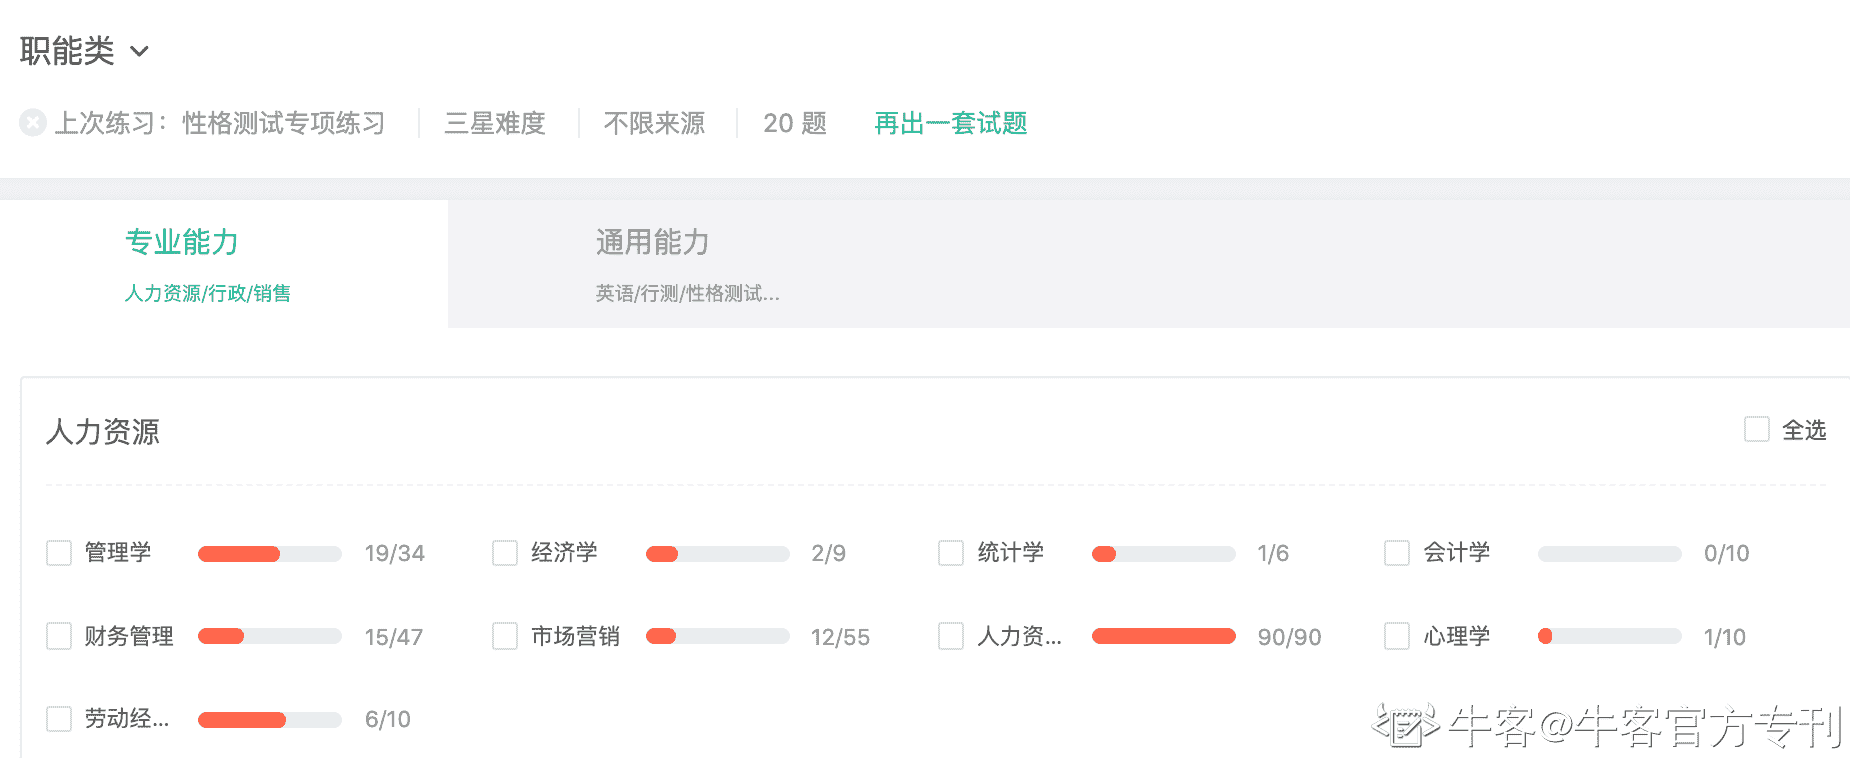 职能类
上次练习：性格测试专项练习 三星难度 不限来源 20 题 再出一套试题
专业能力 通用能力
人力资源/行政/销售 英语/行测/性格测试...
人力资源 全选
管理学 19/34 经济学 2/9 统计学 1/6 会计学 0/10
财务管理 15/47 市场营销 12/55 人力资... 90/90 心理学 1/10
劳动经... 6/10
牛客@牛客官方专刊